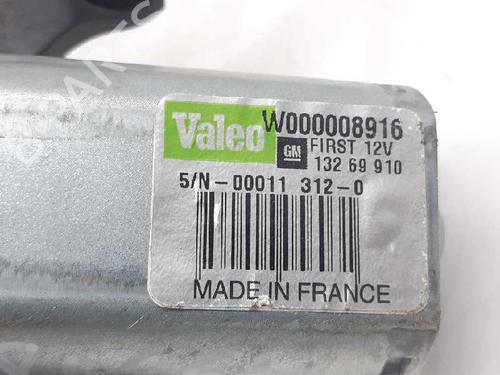 Valeo W000008916
GM FIRST 12V
132 69 910
S/N-00011 312-0
MADE IN FRANCE